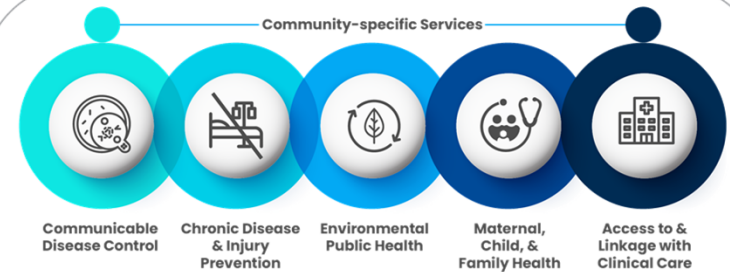 Community-specific Services
Communicable
Disease Control
Chronic Disease
& Injury
Prevention
Environmental
Public Health
Maternal,
Child, &
Family Health
Access to &
Linkage with
Clinical Care